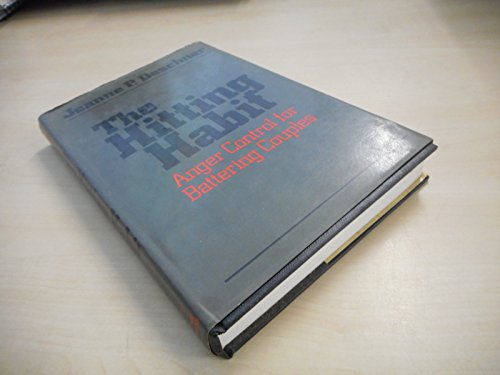 Jeanne P. Deschner
The
Hitting
Habit
Anger Control for
Battering Couples